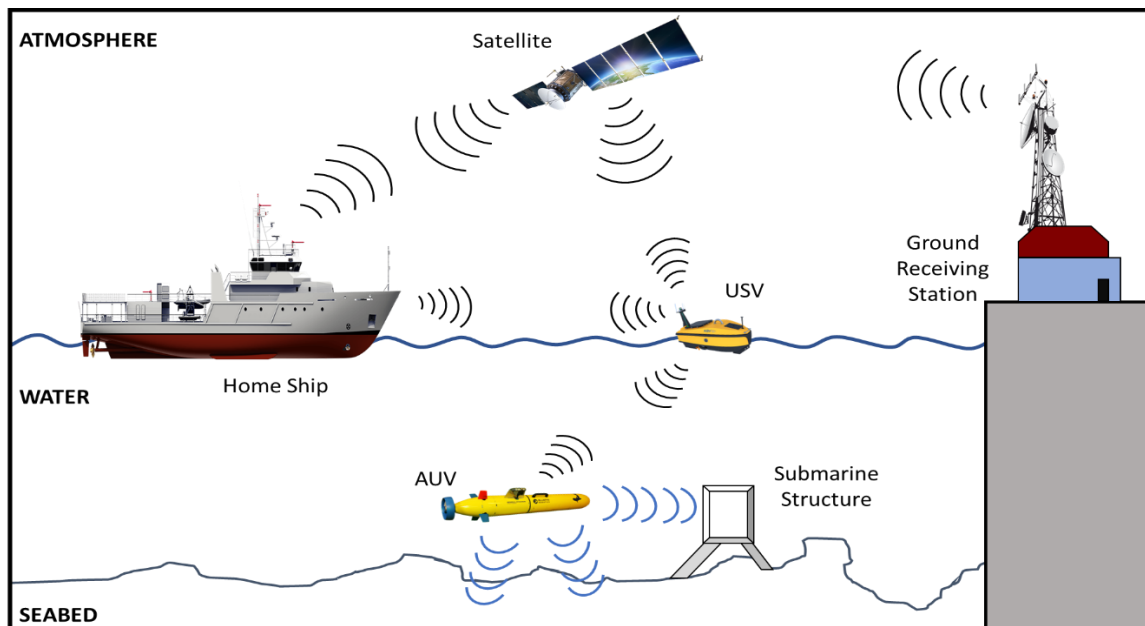 ATMOSPHERE
Satellite
Ground
Receiving
Station
USV
Home Ship
WATER
AUV
Submarine
Structure
SEABED